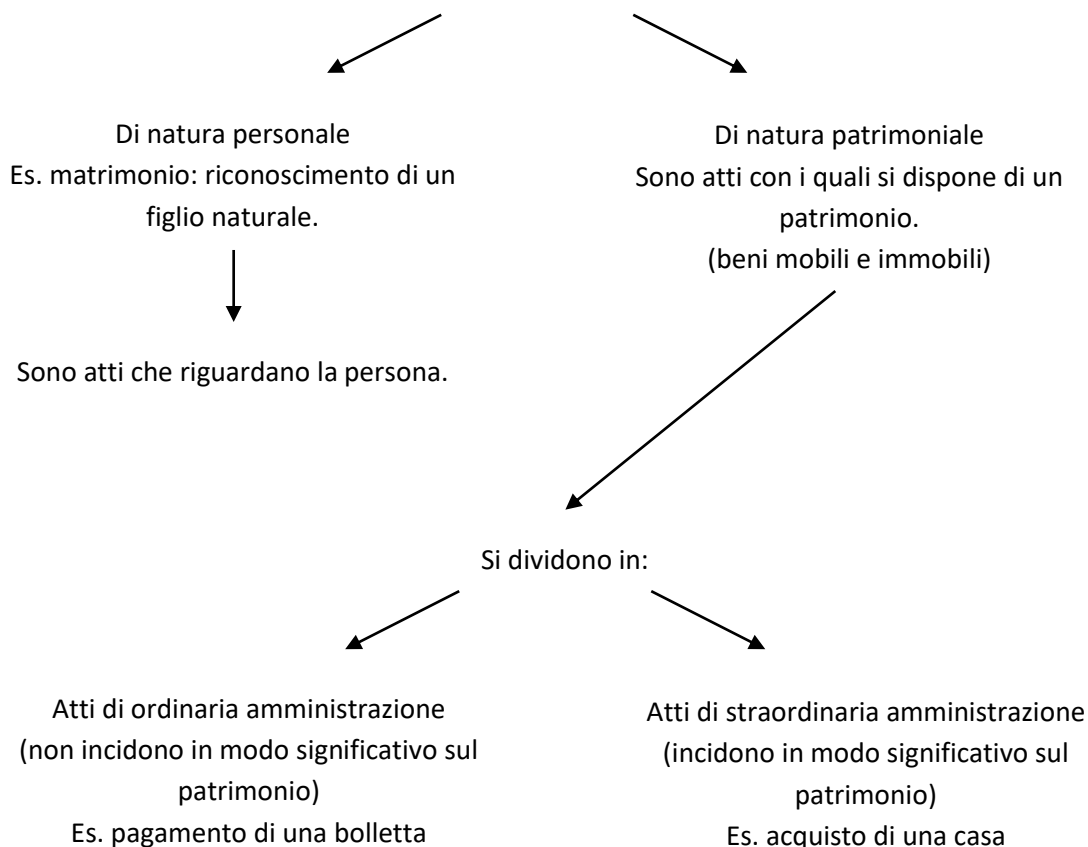 Di natura personale
Es. matrimonio: riconoscimento di un
figlio naturale.
Sono atti che riguardano la persona.
Di natura patrimoniale
Sono atti con i quali si dispone di un
patrimonio.
(beni mobili e immobili)
Si dividono in:
Atti di ordinaria amministrazione
(non incidono in modo significativo sul
patrimonio)
Es. pagamento di una bolletta
Atti di straordinaria amministrazione
(incidono in modo significativo sul
patrimonio)
Es. acquisto di una casa